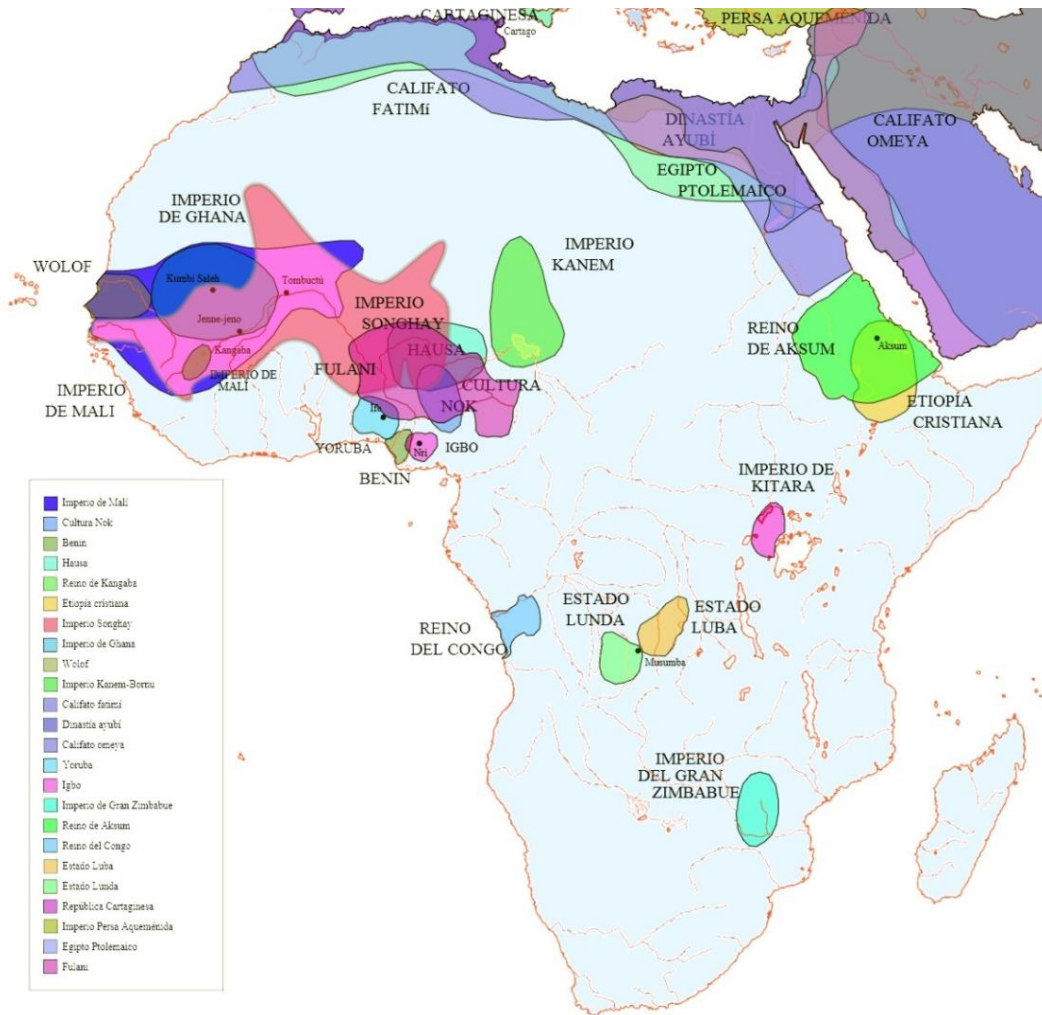 CARTAGINESA
Cartago
PERSA AQUEMÉNIDA
CALIFATO
FATIMí
DINASTÍA
AYUBÍ
CALIFATO
OMEYA
EGIPTO
PTOLEMAICO
IMPERIO
DE GHANA
WOLOF
Kumbi Saleh
Tombuctú
IMPERIO
KANEM
Jenne-jeno
IMPERIO
SONGHAY
Kangaba
HAUSA
REINO
DE AKSUM
Aksum
IMPERIO DE
MALÍ
FULANI
IMPERIO
DE MALI
CULTURA
NOK
ETIOPÍA
CRISTIANA
Ife
YORUBA
Nri
IGBO
BENIN
IMPERIO DE
KITARA
ESTADO
LUNDA
ESTADO
LUBA
REINO
DEL CONGO
Musumba
IMPERIO
DEL GRAN
ZIMBABUE
Imperio de Malí
Cultura Nok
Benin
Hausa
Reino de Kangaba
Etiopía cristiana
Imperio Songhay
Imperio de Ghana
Wolof
Imperio Kanem-Bornu
Califato fatimí
Dinastía ayubí
Califato omeya
Yoruba
Igbo
Imperio de Gran Zimbabue
Reino de Aksum
Reino del Congo
Estado Luba
Estado Lunda
República Cartaginesa
Imperio Persa Aqueménida
Egipto Ptolemaico
Fulani